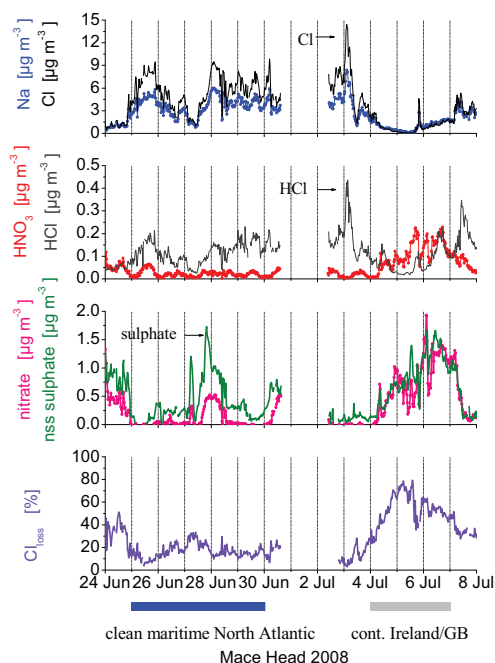 Na [µg m⁻³]
Cl [µg m⁻³]
15
12
9
6
3
0
Cl
HNO₃ [µg m⁻³]
HCl [µg m⁻³]
0.5
0.4
0.3
0.2
0.1
0.0
HCl
nitrate [µg m⁻³]
nss sulphate [µg m⁻³]
2.0
1.5
1.0
0.5
0.0
sulphate
Cl_loss [%]
100
80
60
40
20
0
24 Jun 26 Jun 28 Jun 30 Jun 2 Jul 4 Jul 6 Jul 8 Jul
clean maritime North Atlantic cont. Ireland/GB
Mace Head 2008